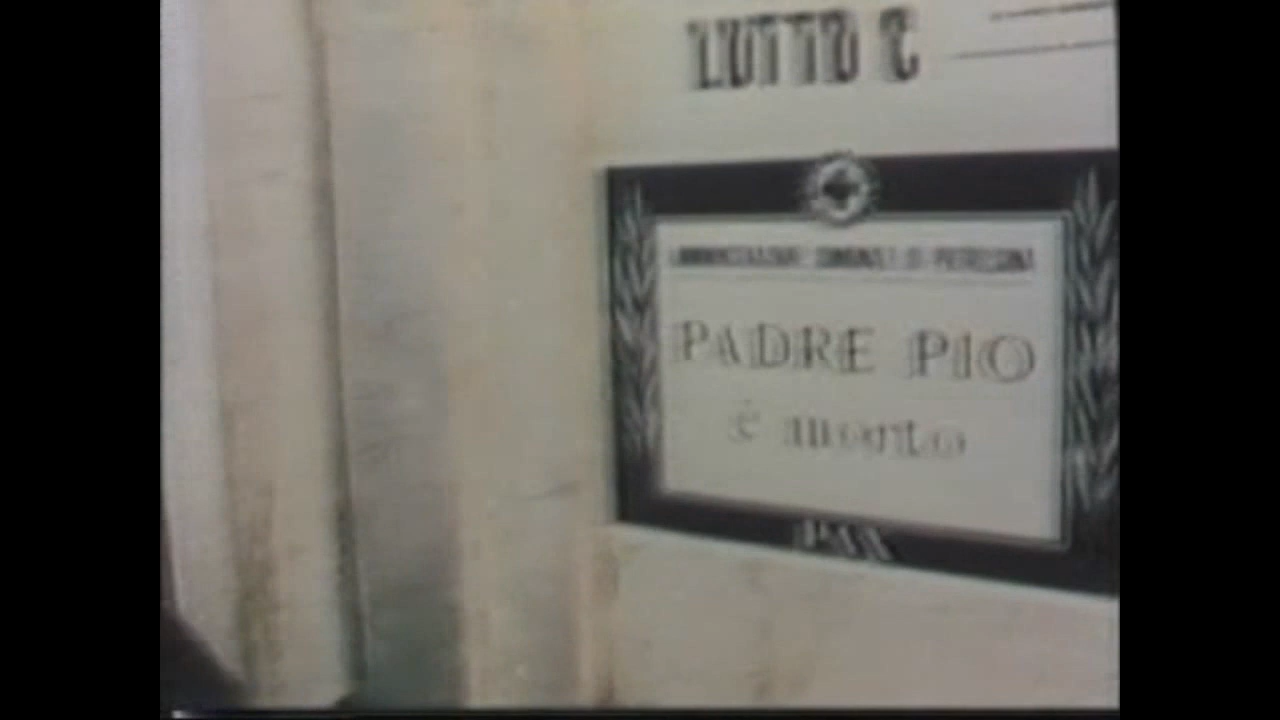 LUTTO C
AMMINISTRAZIONE COMUNALE DI PIETRELCINA
PADRE PIO
è morto
PAX